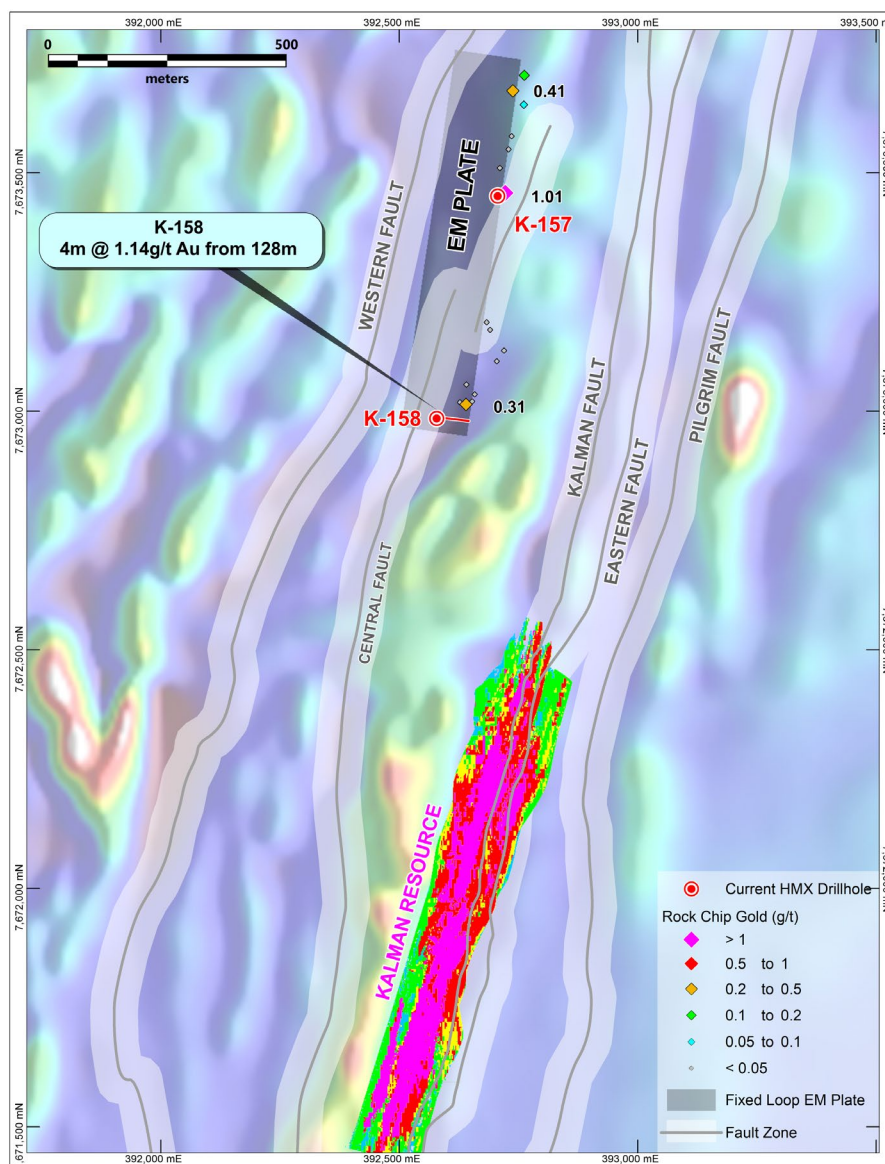 392,000 mE
392,500 mE
393,000 mE
393,500 m
0
500
meters
0.41
EM PLATE
7,673,500 mN
WESTERN FAULT
1.01
K-157
K-158
4m @ 1.14g/t Au from 128m
KALMAN FAULT
EASTERN FAULT
PILGRIM FAULT
7,673,000 mN
K-158
0.31
CENTRAL FAULT
7,672,500 mN
KALMAN RESOURCE
7,672,000 mN
7,671,500 mN
Current HMX Drillhole
Rock Chip Gold (g/t)
> 1
0.5 to 1
0.2 to 0.5
0.1 to 0.2
0.05 to 0.1
< 0.05
Fixed Loop EM Plate
Fault Zone
392,000 mE
392,500 mE
393,000 mE